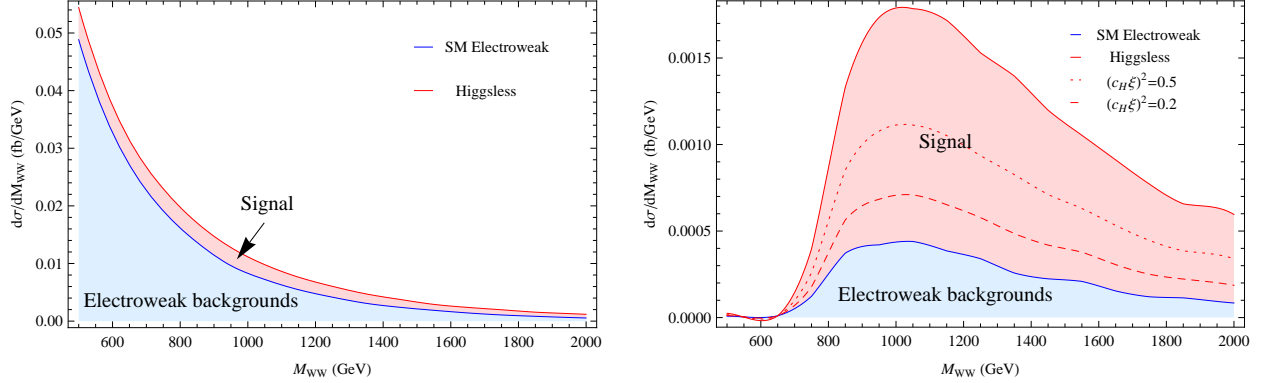 0.05
0.04
0.03
0.02
0.01
0.00
dσ/dM_WW (fb/GeV)
SM Electroweak
Higgsless
Signal
Electroweak backgrounds
600 800 1000 1200 1400 1600 1800 2000
M_WW (GeV)
0.0015
0.0010
0.0005
0.0000
dσ/dM_WW (fb/GeV)
SM Electroweak
Higgsless
(c_H ξ)²=0.5
(c_H ξ)²=0.2
Signal
Electroweak backgrounds
600 800 1000 1200 1400 1600 1800 2000
M_WW (GeV)